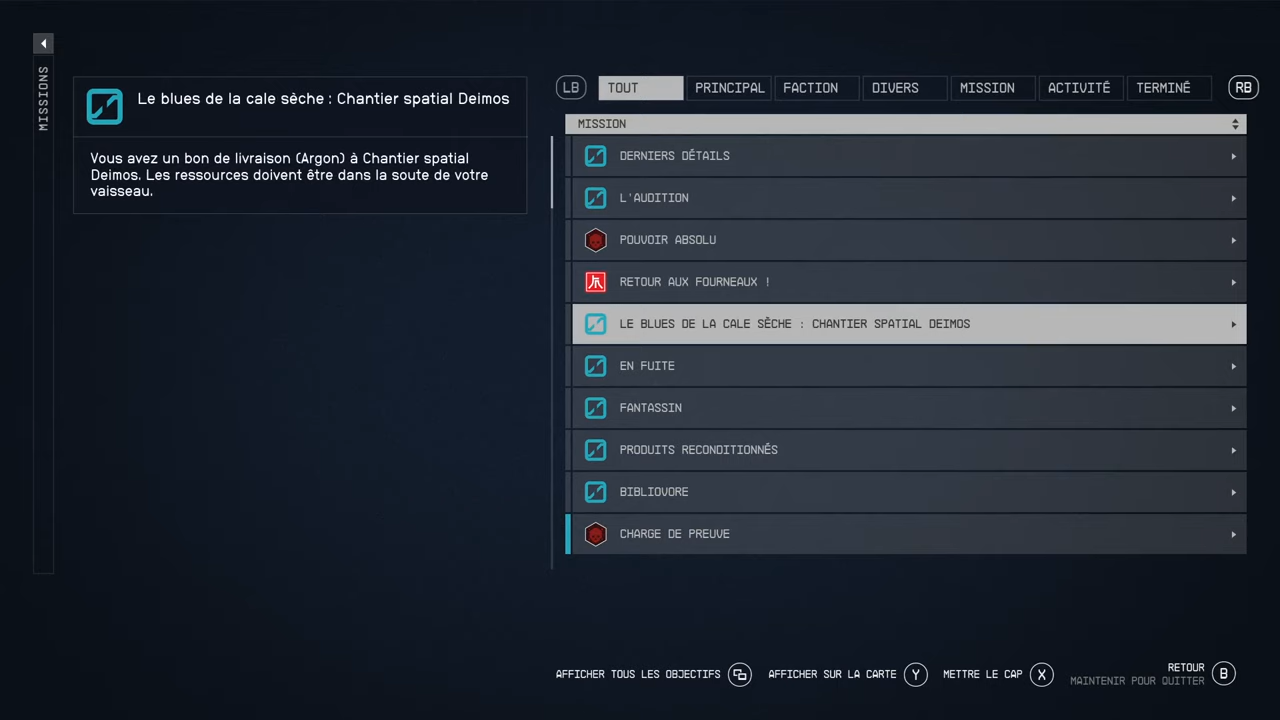 MISSIONS
Le blues de la cale sèche : Chantier spatial Deimos
Vous avez un bon de livraison (Argon) à Chantier spatial
Deimos. Les ressources doivent être dans la soute de votre
vaisseau.
LB TOUT PRINCIPAL FACTION DIVERS MISSION ACTIVITÉ TERMINÉ RB
MISSION
DERNIERS DÉTAILS
L'AUDITION
POUVOIR ABSOLU
RETOUR AUX FOURNEAUX !
LE BLUES DE LA CALE SÈCHE : CHANTIER SPATIAL DEIMOS
EN FUITE
FANTASSIN
PRODUITS RECONDITIONNÉS
BIBLIOVORE
CHARGE DE PREUVE
AFFICHER TOUS LES OBJECTIFS AFFICHER SUR LA CARTE Y METTRE LE CAP X RETOUR B
MAINTENIR POUR QUITTER